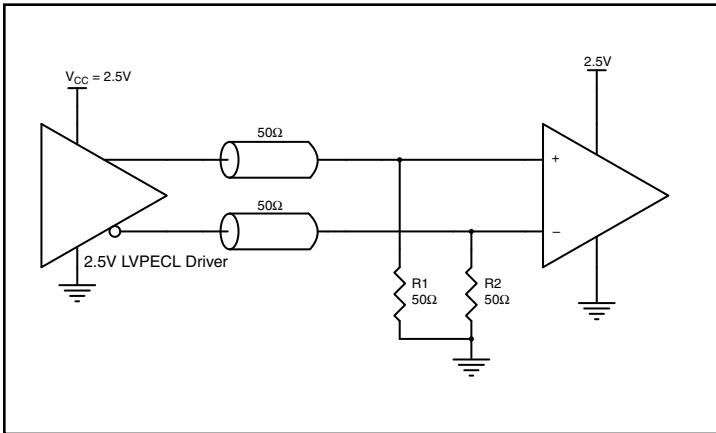 V_CC = 2.5V
2.5V
50Ω
50Ω
+
−
2.5V LVPECL Driver
R1
50Ω
R2
50Ω